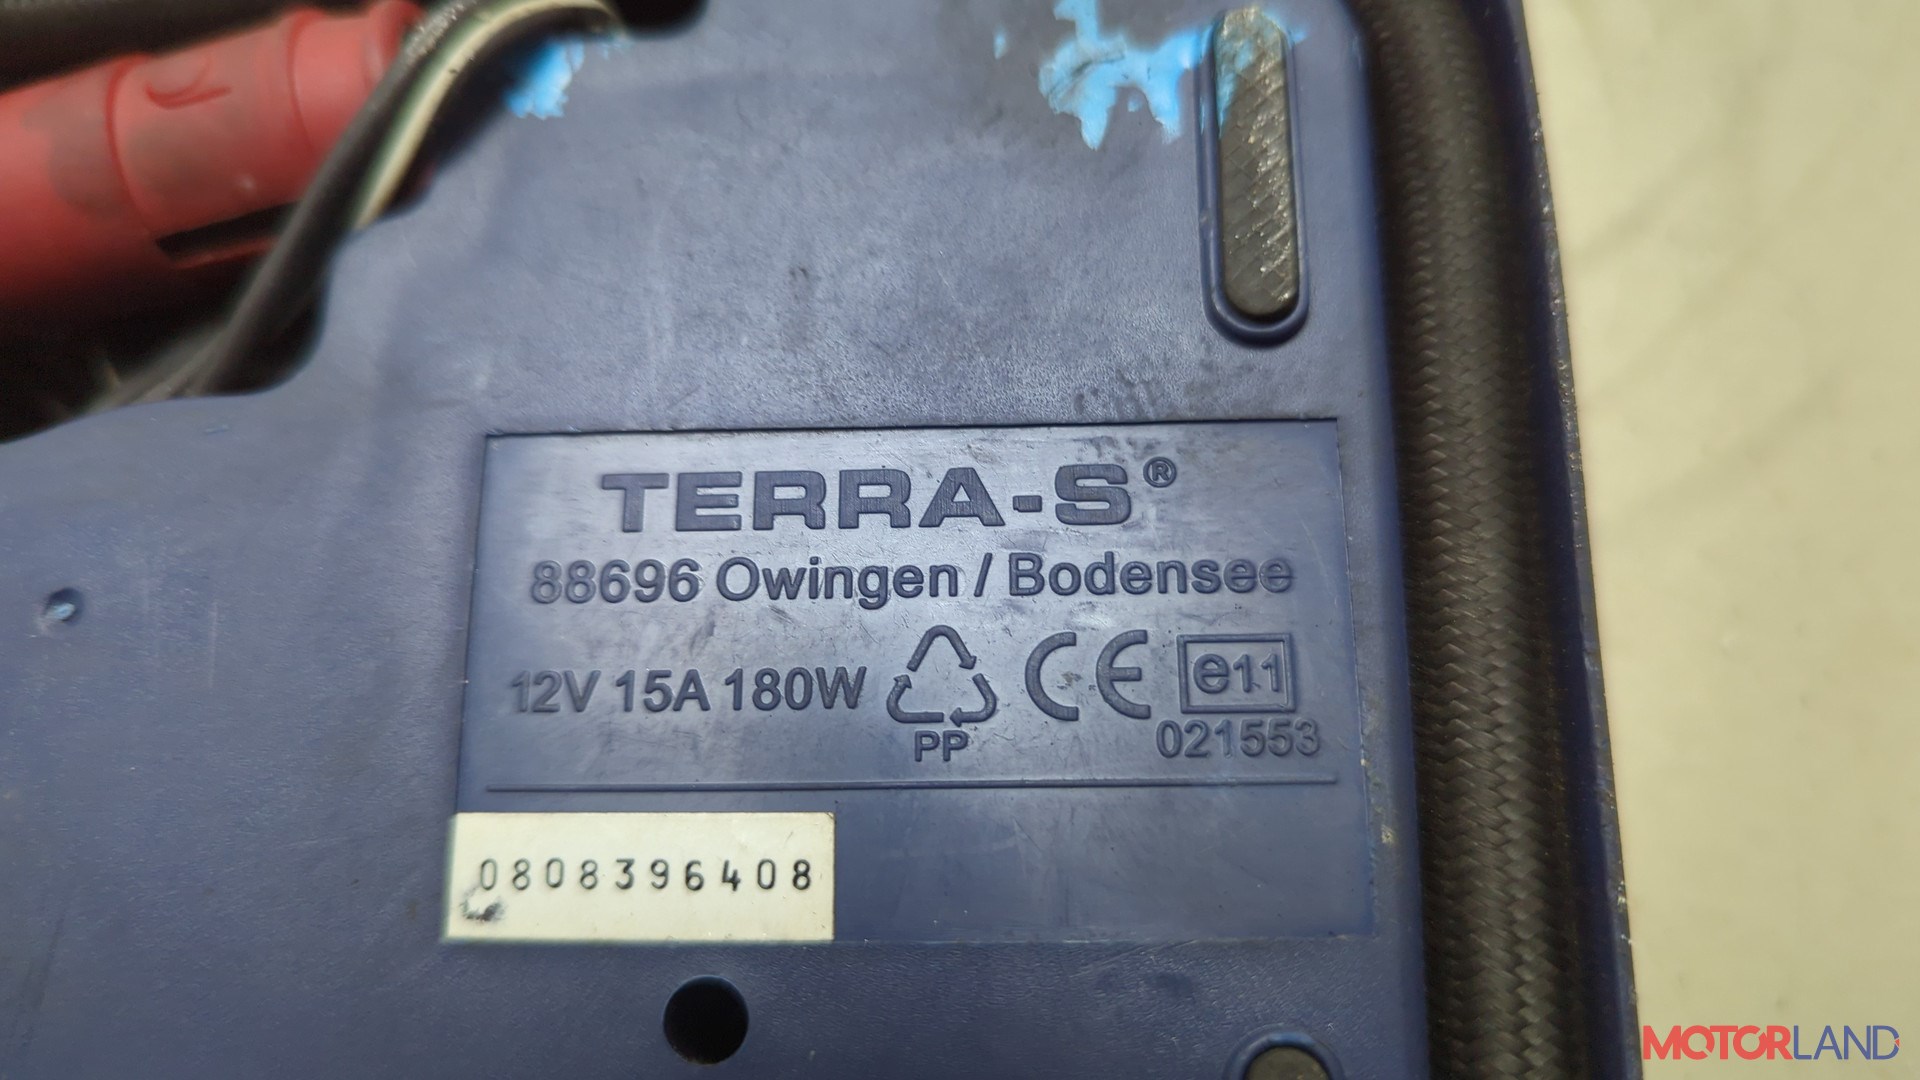 TERRA-S®
88696 Owingen / Bodensee
12V 15A 180W
PP
CE
e11
021553
0808396408
MOTORLAND